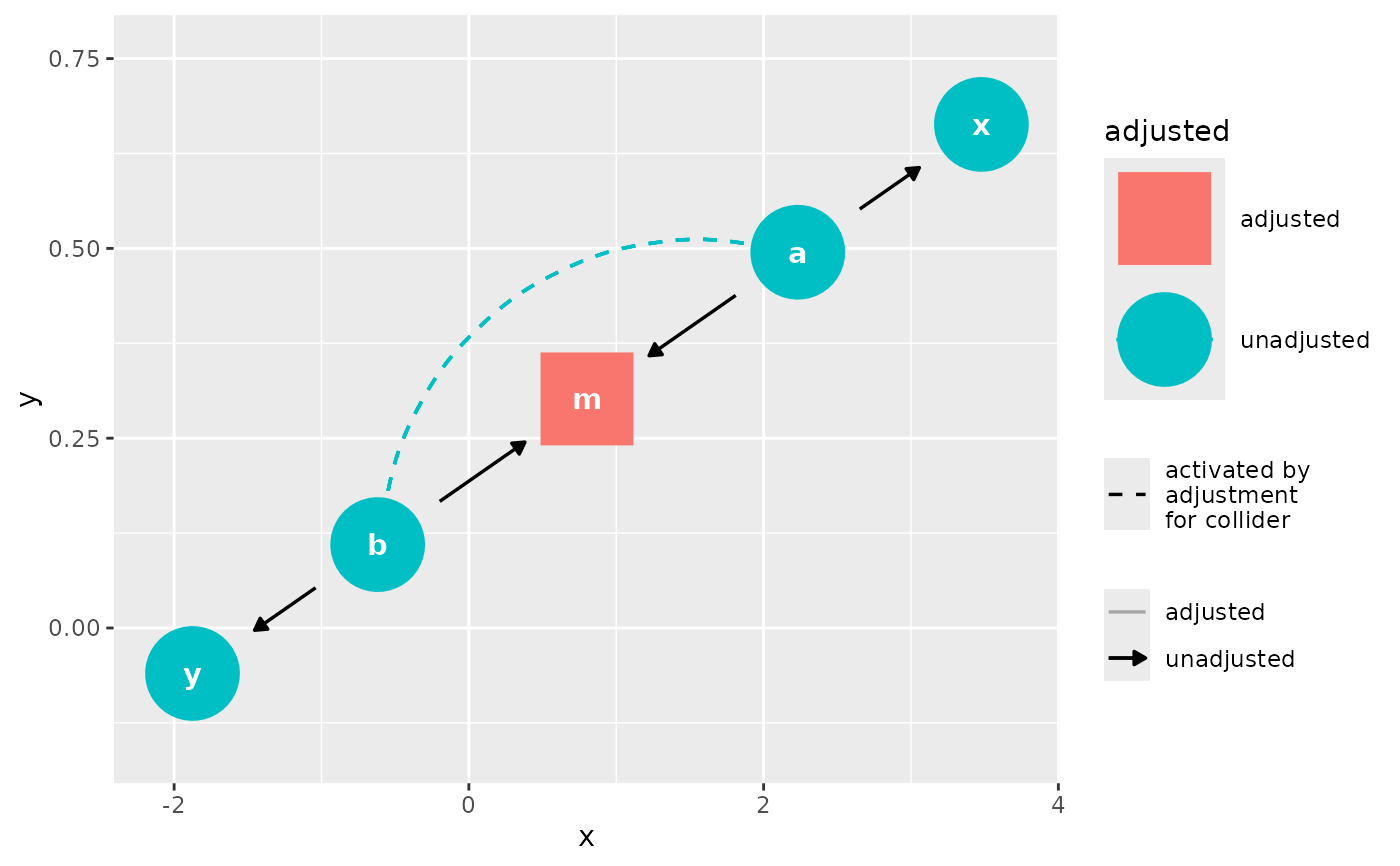 0.75
0.50
0.25
0.00
-2
0
2
4
x
y
x
a
m
b
y
adjusted
adjusted
unadjusted
activated by
adjustment
for collider
adjusted
unadjusted